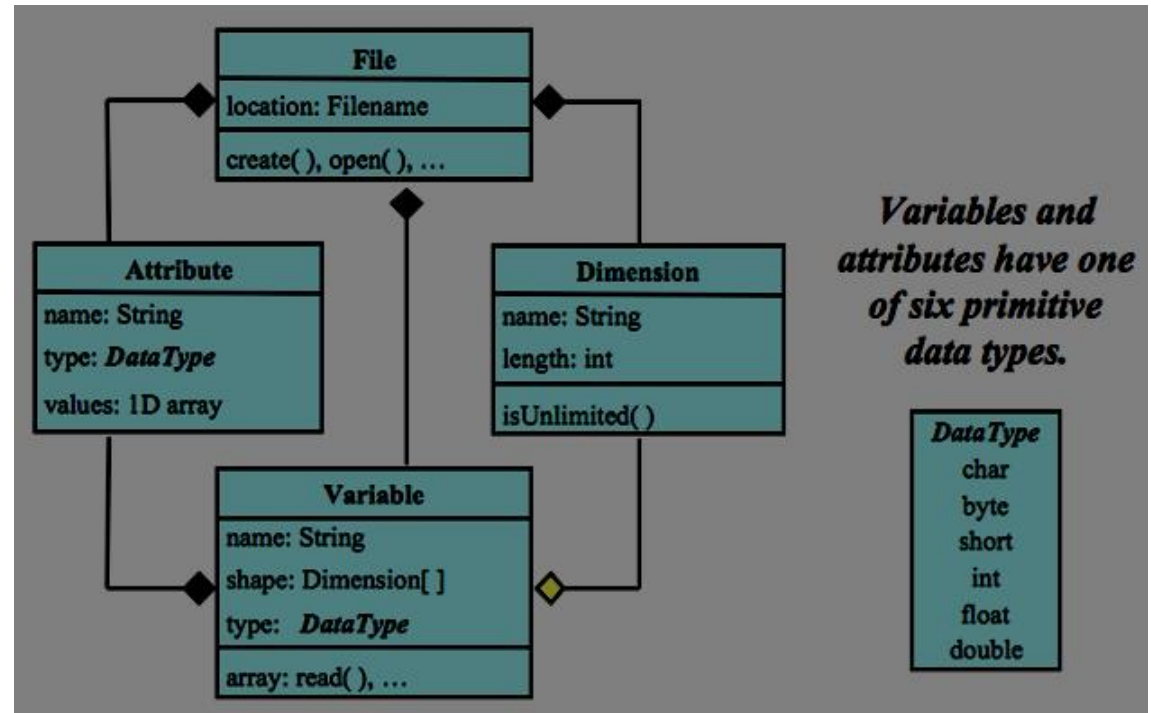 File
location: Filename
create( ), open( ), ...
Attribute
name: String
type: DataType
values: 1D array
Dimension
name: String
length: int
isUnlimited( )
Variable
name: String
shape: Dimension[ ]
type: DataType
array: read( ), ...
Variables and
attributes have one
of six primitive
data types.
DataType
char
byte
short
int
float
double